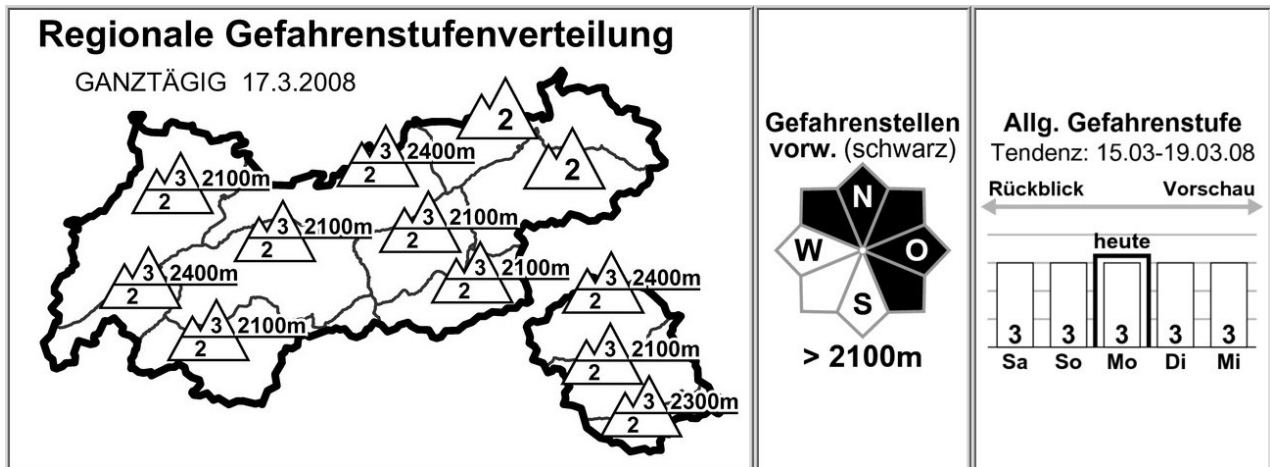 Regionale Gefahrenstufenverteilung
GANZTÄGIG 17.3.2008
2
3 2400m
2
2
3 2100m
2
3 2100m
2
3 2100m
2
3 2400m
2
3 2100m
2
3 2100m
2
3 2400m
2
3 2100m
2
3 2300m
2
Gefahrenstellen
vorw. (schwarz)
N
W
O
S
> 2100m
Allg. Gefahrenstufe
Tendenz: 15.03-19.03.08
Rückblick Vorschau
heute
3 3 3 3 3
Sa So Mo Di Mi